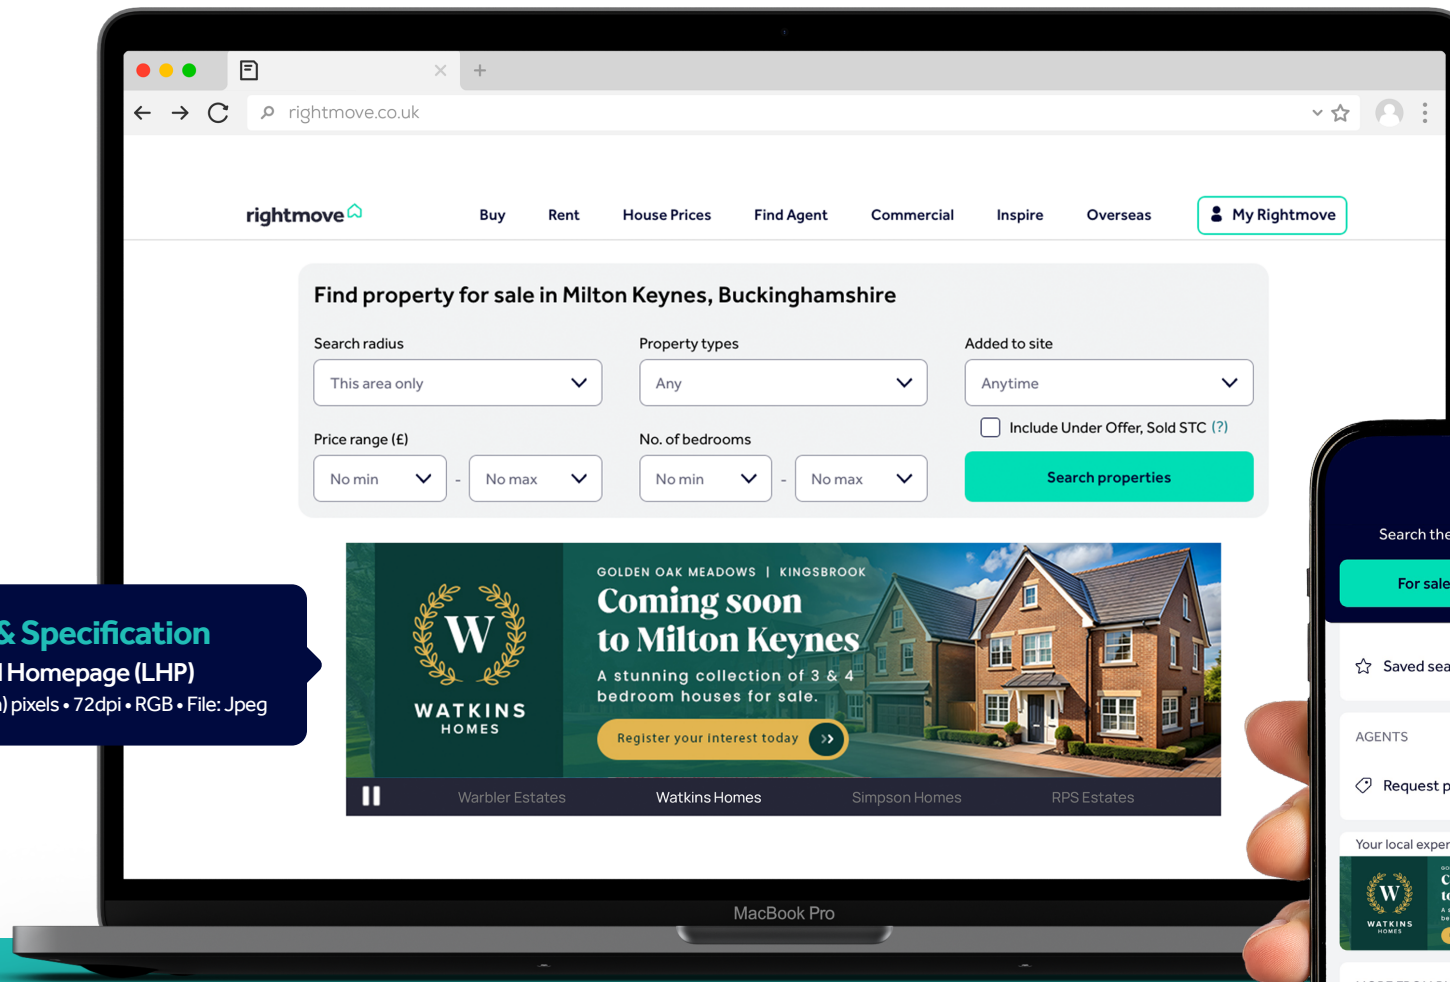 rightmove.co.uk
rightmove
Buy Rent House Prices Find Agent Commercial Inspire Overseas My Rightmove
Find property for sale in Milton Keynes, Buckinghamshire
Search radius Property types Added to site
This area only Any Anytime
Include Under Offer, Sold STC (?)
Price range (£) No. of bedrooms
No min - No max No min - No max Search properties
GOLDEN OAK MEADOWS | KINGSBROOK
Coming soon
to Milton Keynes
A stunning collection of 3 & 4
bedroom houses for sale.
Register your interest today
W
WATKINS
HOMES
Warbler Estates Watkins Homes Simpson Homes RPS Estates
& Specification
Homepage (LHP)
pixels • 72dpi • RGB • File: Jpeg
MacBook Pro
Search the
For sale
Saved sea
AGENTS
Request p
Your local exper
W
WATKINS
HOMES